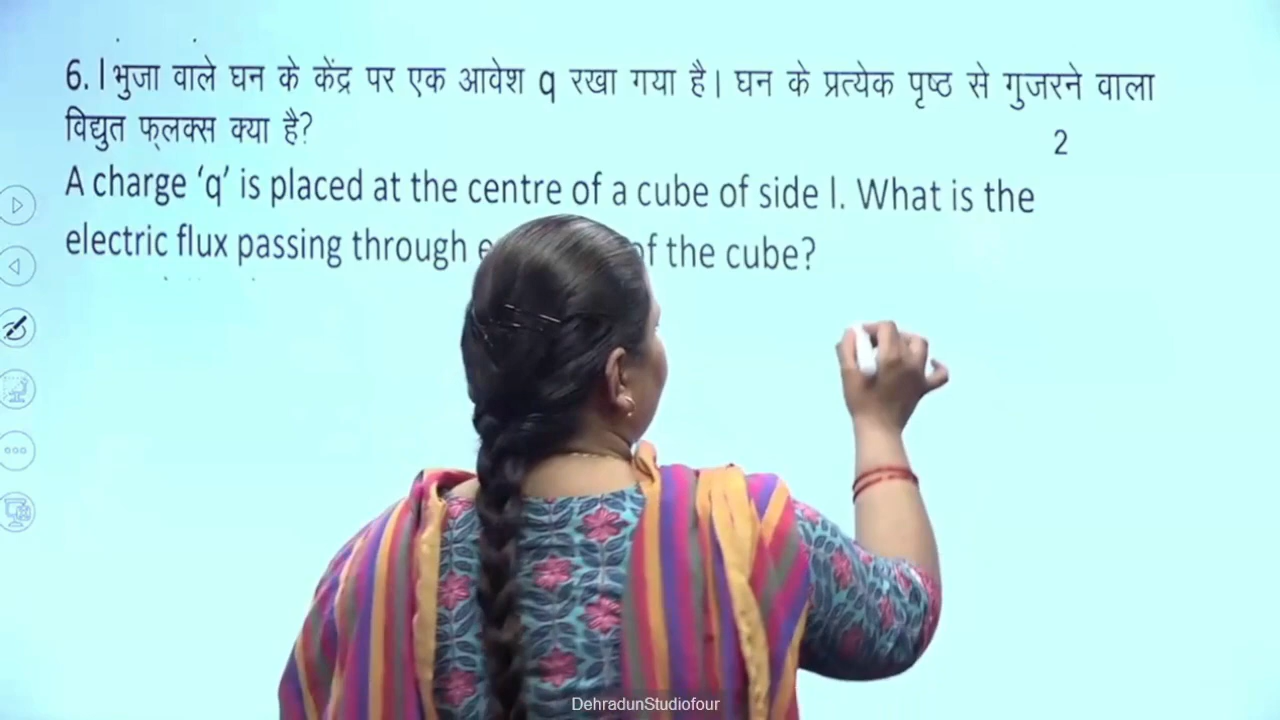 6. l भुजा वाले घन के केंद्र पर एक आवेश q रखा गया है। घन के प्रत्येक पृष्ठ से गुजरने वाला
विद्युत फ्लक्स क्या है?
2
A charge ‘q’ is placed at the centre of a cube of side l. What is the
electric flux passing through of the cube?
DehradunStudiofour